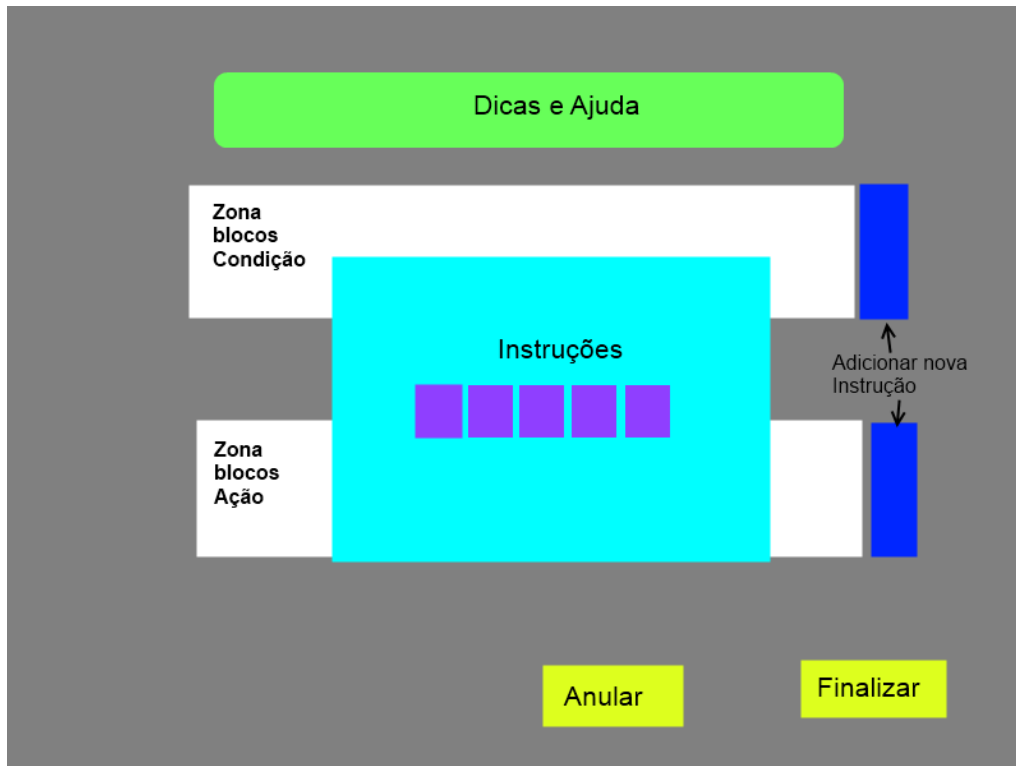 Dicas e Ajuda
Zona
blocos
Condição
Instruções
Adicionar nova
Instrução
Zona
blocos
Ação
Anular
Finalizar